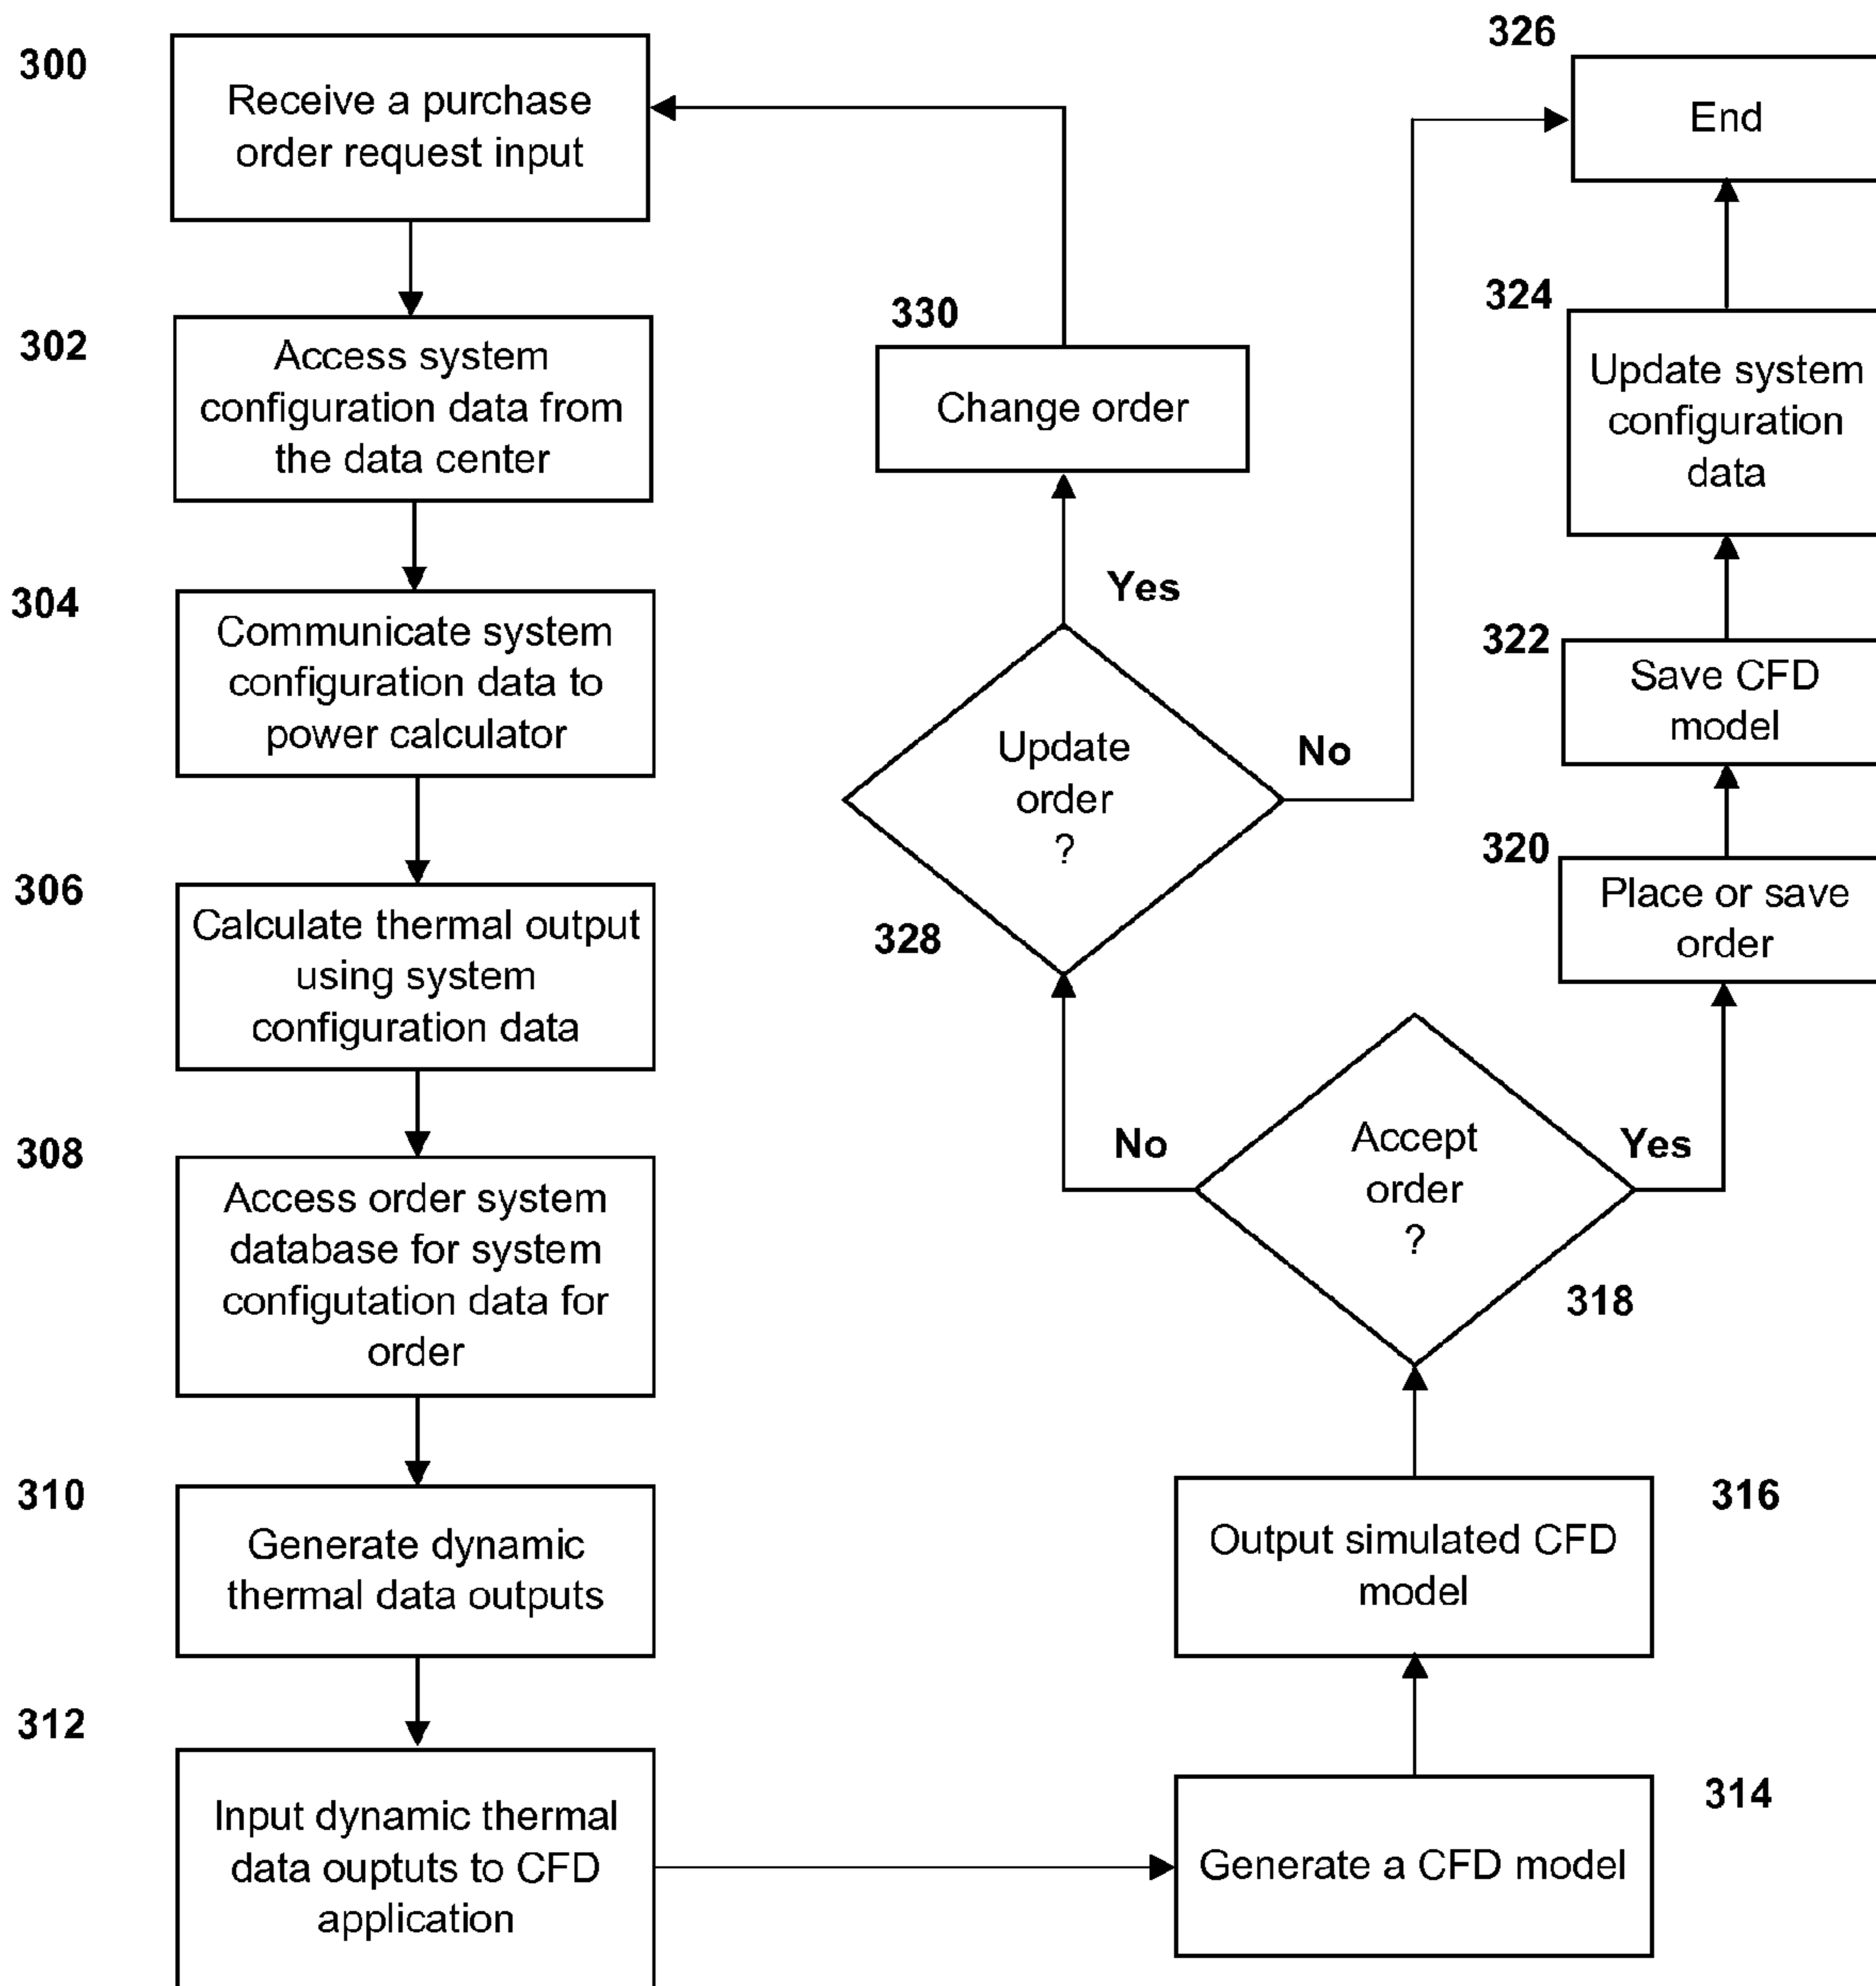 300
Receive a purchase
order request input
302
Access system
configuration data from
the data center
304
Communicate system
configuration data to
power calculator
306
Calculate thermal output
using system
configuration data
308
Access order system
database for system
configutation data for
order
310
Generate dynamic
thermal data outputs
312
Input dynamic thermal
data ouptuts to CFD
application
314
Generate a CFD model
316
Output simulated CFD
model
318
Accept
order
?
No
Yes
328
Update
order
?
Yes
No
330
Change order
320
Place or save
order
322
Save CFD
model
324
Update system
configuration
data
326
End